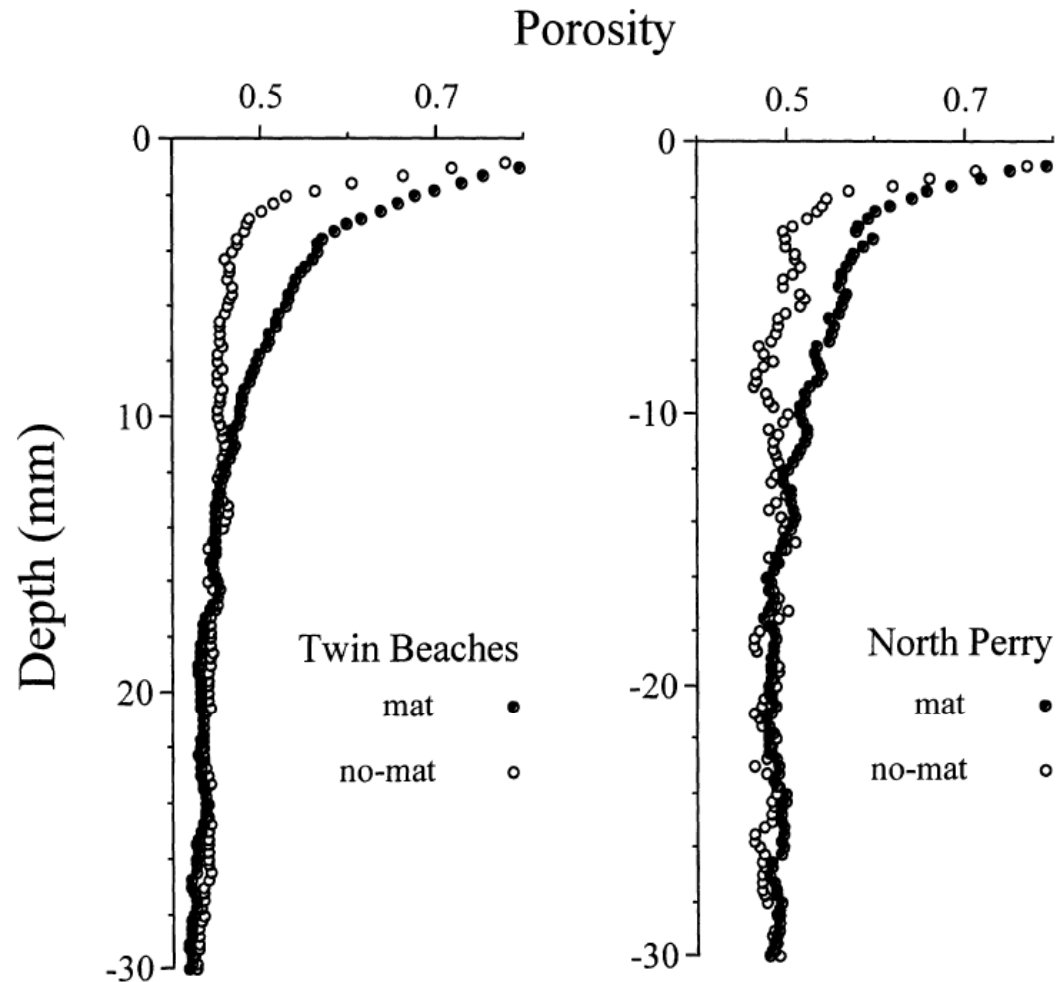 Porosity
0.5 0.7
0
10
20
-30
Depth (mm)
Twin Beaches
mat
no-mat
0.5 0.7
0
-10
-20
-30
North Perry
mat
no-mat